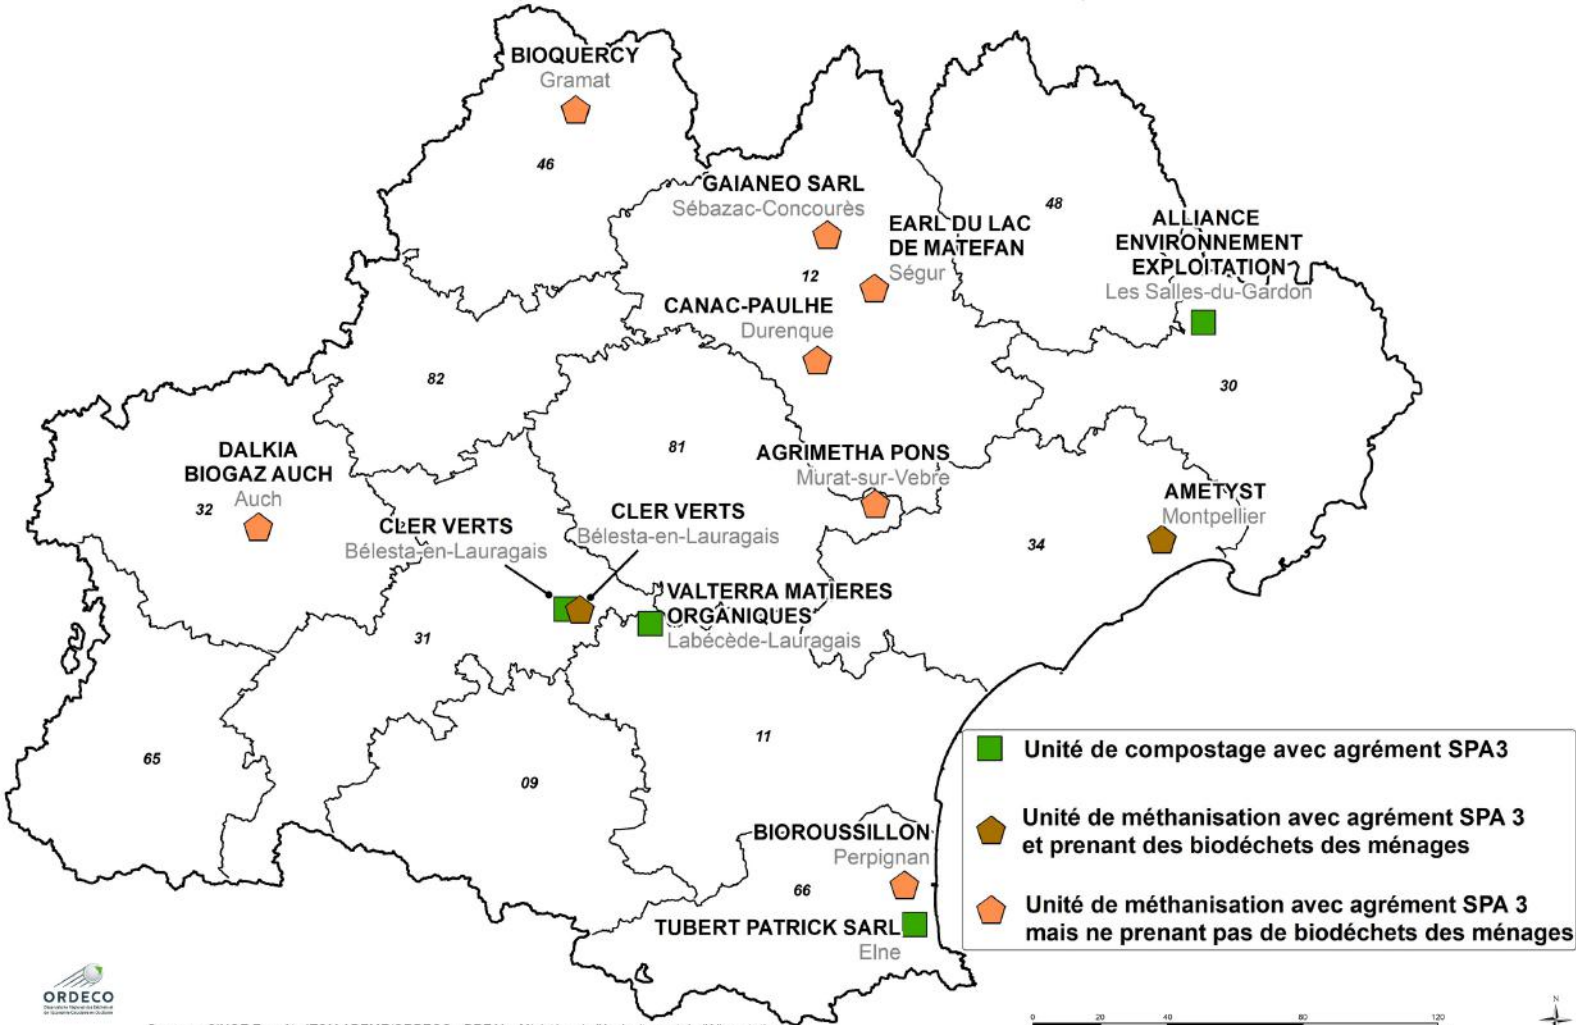 BIOQUERCY
Gramat
46
GAIANEO SARL
Sébazac-Concourès
12
EARL DU LAC
DE MATEFAN
Ségur
48
ALLIANCE
ENVIRONNEMENT
EXPLOITATION
Les Salles-du-Gardon
30
CANAC-PAULHE
Durenque
82
81
DALKIA
BIOGAZ AUCH
Auch
32
AGRIMETHA PONS
Murat-sur-Vebre
AMETYST
Montpellier
34
CLER VERTS
Bélesta-en-Lauragais
CLER VERTS
Bélesta-en-Lauragais
VALTERRA MATIERES
ORGANIQUES
Labécède-Lauragais
31
65
09
11
BIOROUSSILLON
Perpignan
66
TUBERT PATRICK SARL
Elne
Unité de compostage avec agrément SPA3
Unité de méthanisation avec agrément SPA 3
et prenant des biodéchets des ménages
Unité de méthanisation avec agrément SPA 3
mais ne prenant pas de biodéchets des ménages
ORDECO
0 20 40 80 120
N